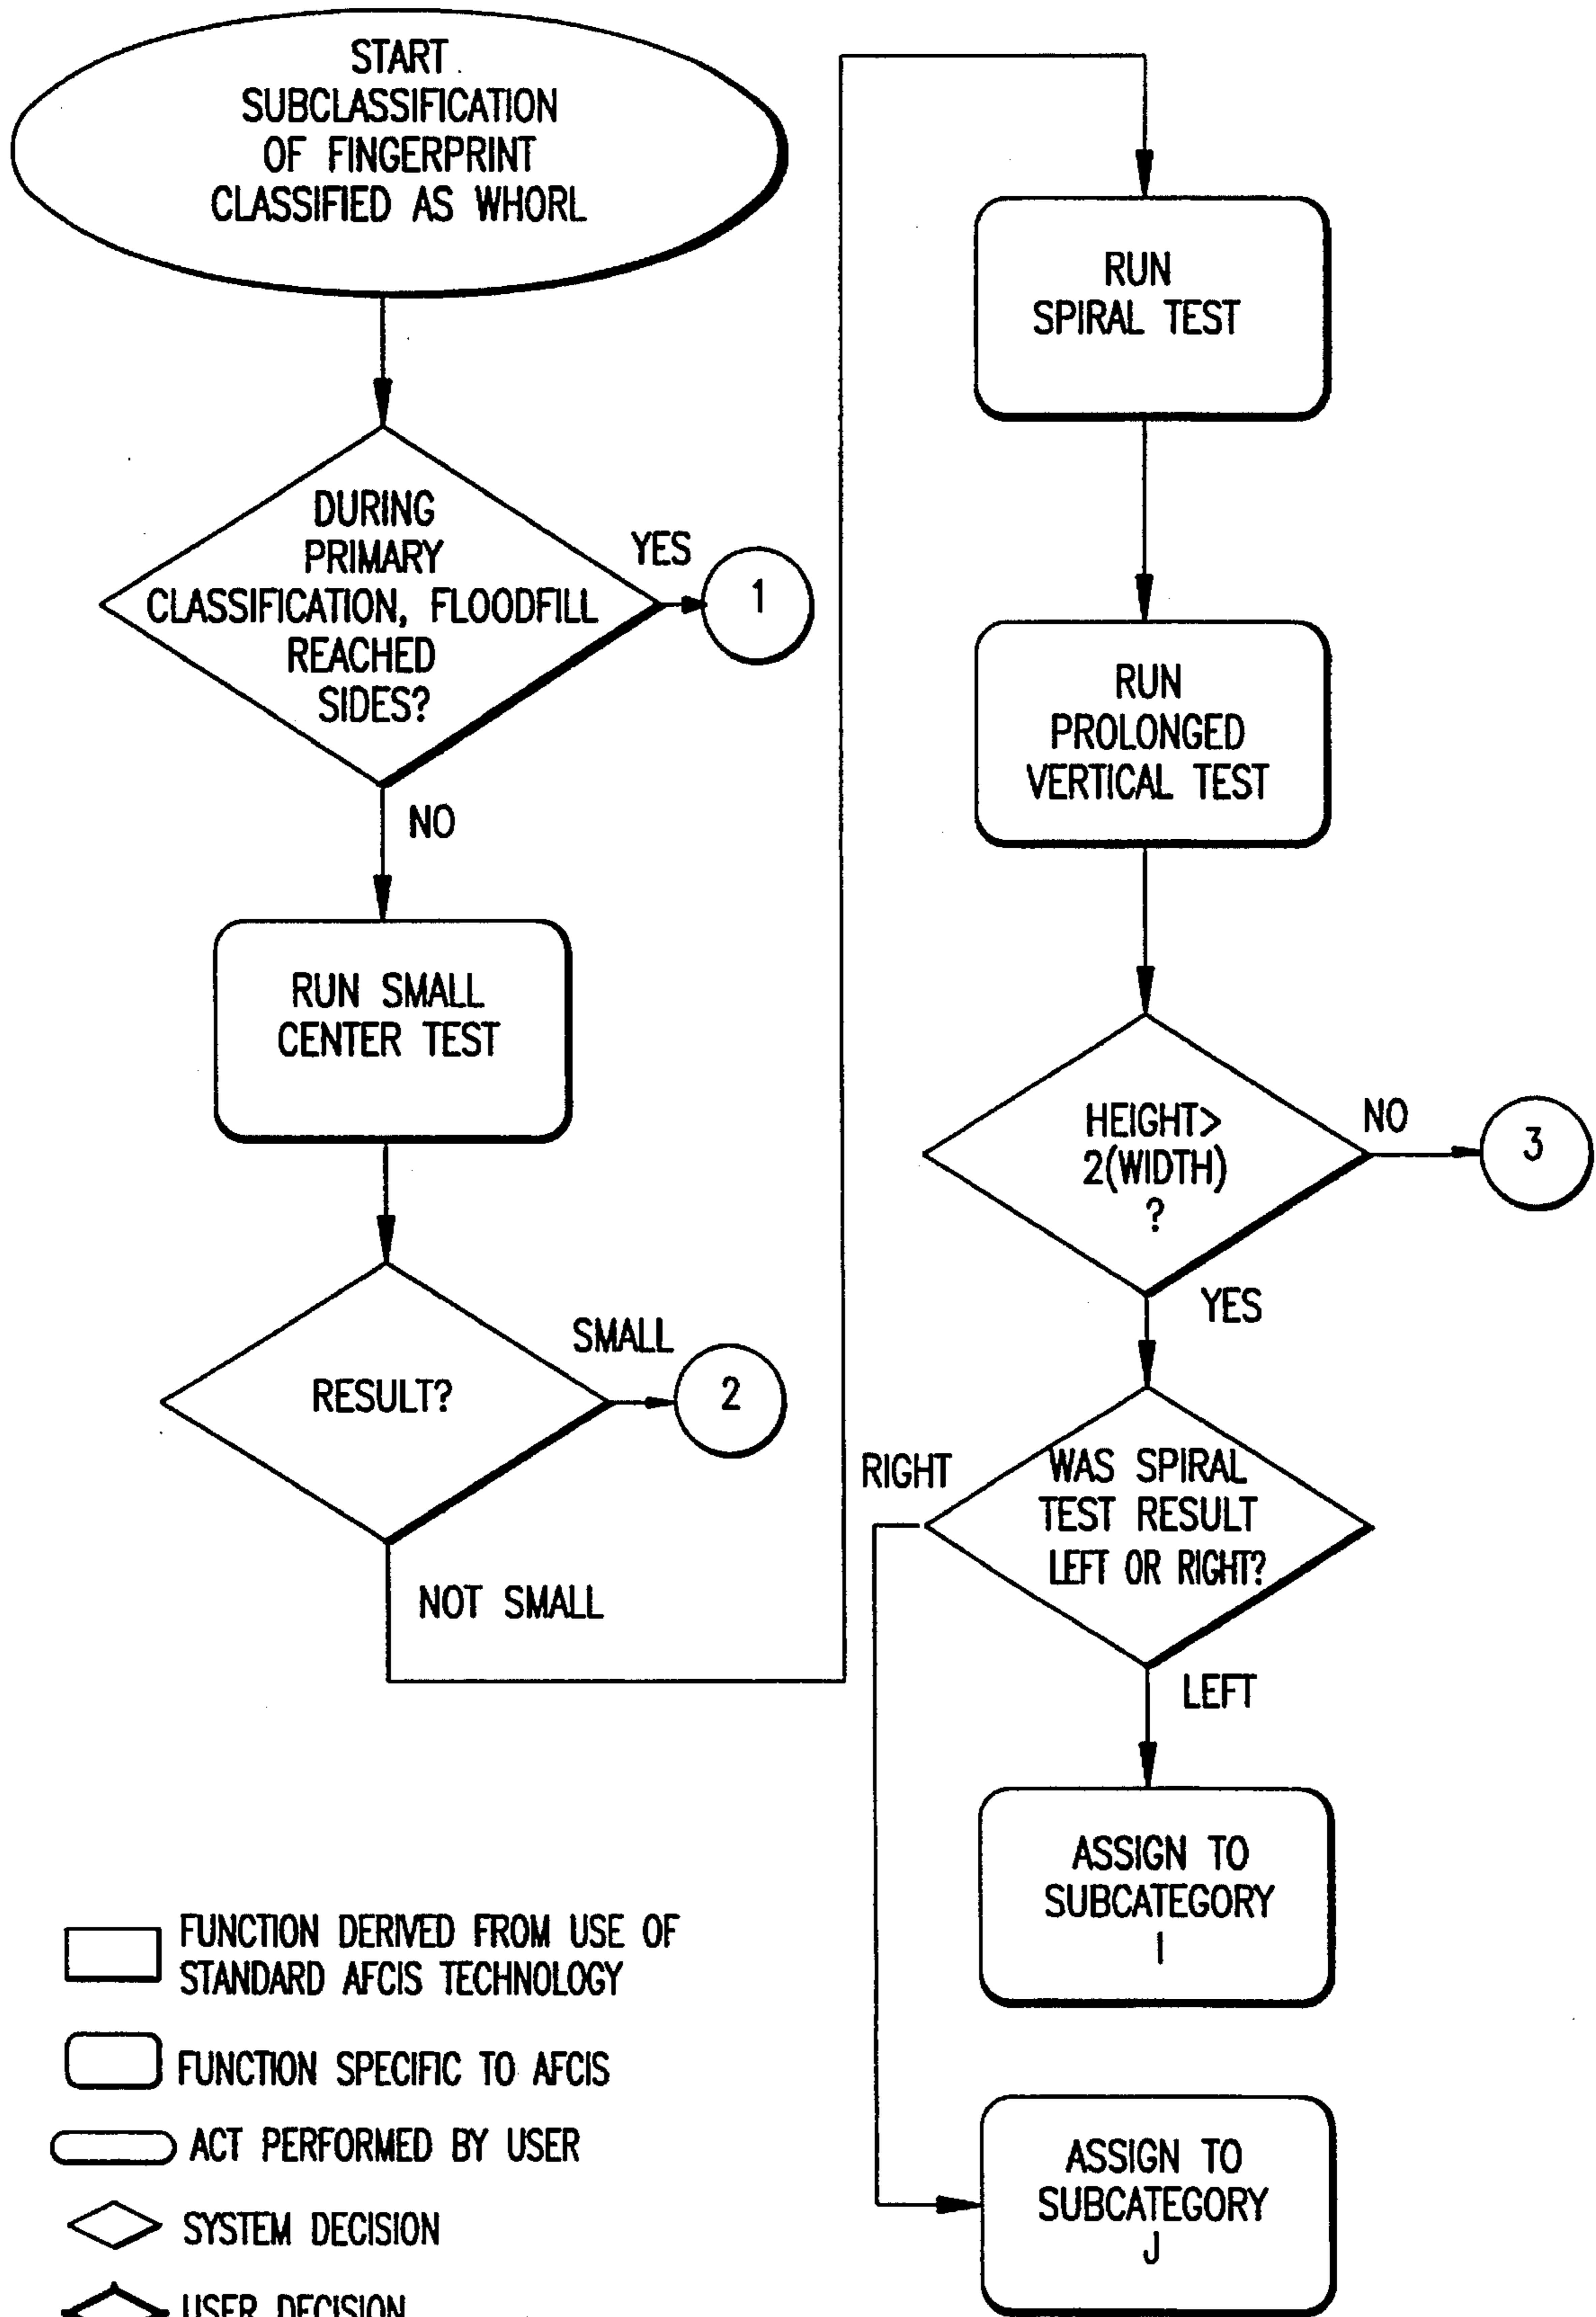 START
SUBCLASSIFICATION
OF FINGERPRINT
CLASSIFIED AS WHORL
DURING
PRIMARY
CLASSIFICATION, FLOODFILL
REACHED
SIDES?
YES
1
NO
RUN SMALL
CENTER TEST
RESULT?
SMALL
2
NOT SMALL
RUN
SPIRAL TEST
RUN
PROLONGED
VERTICAL TEST
HEIGHT>
2(WIDTH)
?
NO
3
YES
WAS SPIRAL
TEST RESULT
LEFT OR RIGHT?
RIGHT
LEFT
ASSIGN TO
SUBCATEGORY
I
ASSIGN TO
SUBCATEGORY
J
FUNCTION DERIVED FROM USE OF
STANDARD AFCIS TECHNOLOGY
FUNCTION SPECIFIC TO AFCIS
ACT PERFORMED BY USER
SYSTEM DECISION
USER DECISION